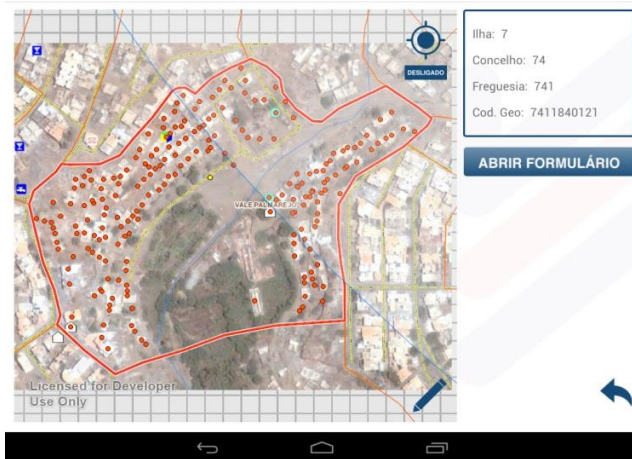 DESLIGADO
VALE PALMAREJO
Licensed for Developer
Use Only
Ilha: 7
Concelho: 74
Freguesia: 741
Cod. Geo: 7411840121
ABRIR FORMULÁRIO